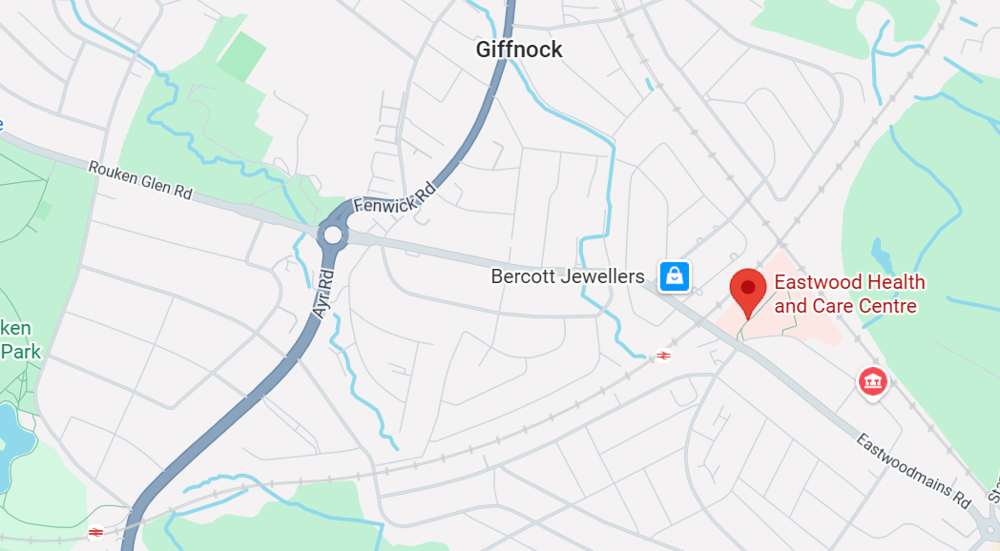 Giffnock
Rouken Glen Rd
Fenwick Rd
Bercott Jewellers
Eastwood Health
and Care Centre
Ayr Rd
ken
Park
Eastwoodmains Rd